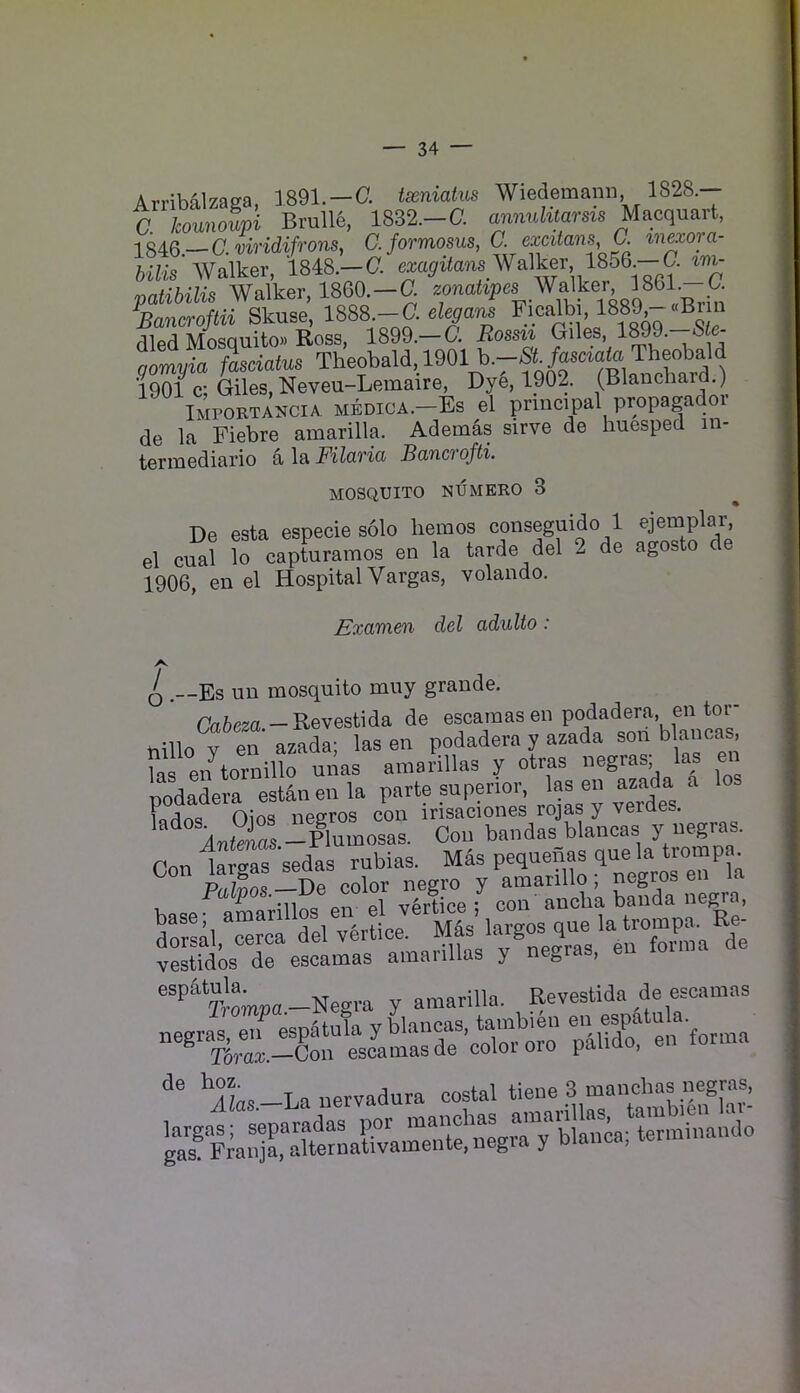 — 34 —
Arribálzaga, 1891.—C. tæniatus Wiedemann, 1828.—
C. kounoupi Brullé, 1832.—C. annulitarsis Macquart,
1846.—C. viridifrons, C. formosus, C. excitans, C. inexora-
bilis Walker, 1848.—C. exagitans Walker, 1856.—C. im-
patibilis Walker, 1860.—C. zonatipes Walker, 1861.—C.
Bancroftii Skuse, 1888.—C. elegans Ficalbi, 1889,—«Brin
dled Mosquito» Ross, 1899.—C. Rossii Giles, 1899.—Ste-
gomyia fasciatus Theobald, 1901 b.—St. fasciata Theobald
1901 c; Giles, Neveu-Lemaire, Dyé, 1902. (Blanchard.)
Importancia médica.—Es el principal propagador
de la Fiebre amarilla. Además sirve de huésped in-
termediario á la Filaria Bancrofti.
MOSQUITO NÚMERO 3
De esta especie sólo hemos conseguido 1 ejemplar,
el cual lo capturamos en la tarde del 2 de agosto de
1906, en el Hospital Vargas, volando.
Examen del adulto:
.--Es un mosquito muy grande.
Cabeza.—Revestida de escamas en podadera, en tor-
nillo y en azada; las en podadera y azada son blancas,
las en tornillo unas amarillas y otras negras; las en
podadera están en la parte superior, las en azada á los
lados. Ojos negros con irisaciones rojas y verdes.
Antenas.—Plumosas. Con bandas blancas y negras.
Con largas sedas rubias. Más pequeñas que la trompa.
Palpos.—De color negro y amarillo; negros en la
base; amarillos en el vértice; con ancha banda negra,
dorsal, cerca del vértice. Más largos que la trompa. Re-
vestidos de escamas amarillas y negras, en forma de
espátula.
Trompa.—Negra y amarilla. Revestida de escamas
negras, en espátula y blancas, también en espátula.
Tórax.—Con escamas de color oro pálido, en forma
de hoz.
Alas.—La nervadura costal tiene 3 manchas negras,
largas; separadas por manchas amarillas, también lar-
gas. Franja, alternativamente, negra y blanca; terminando